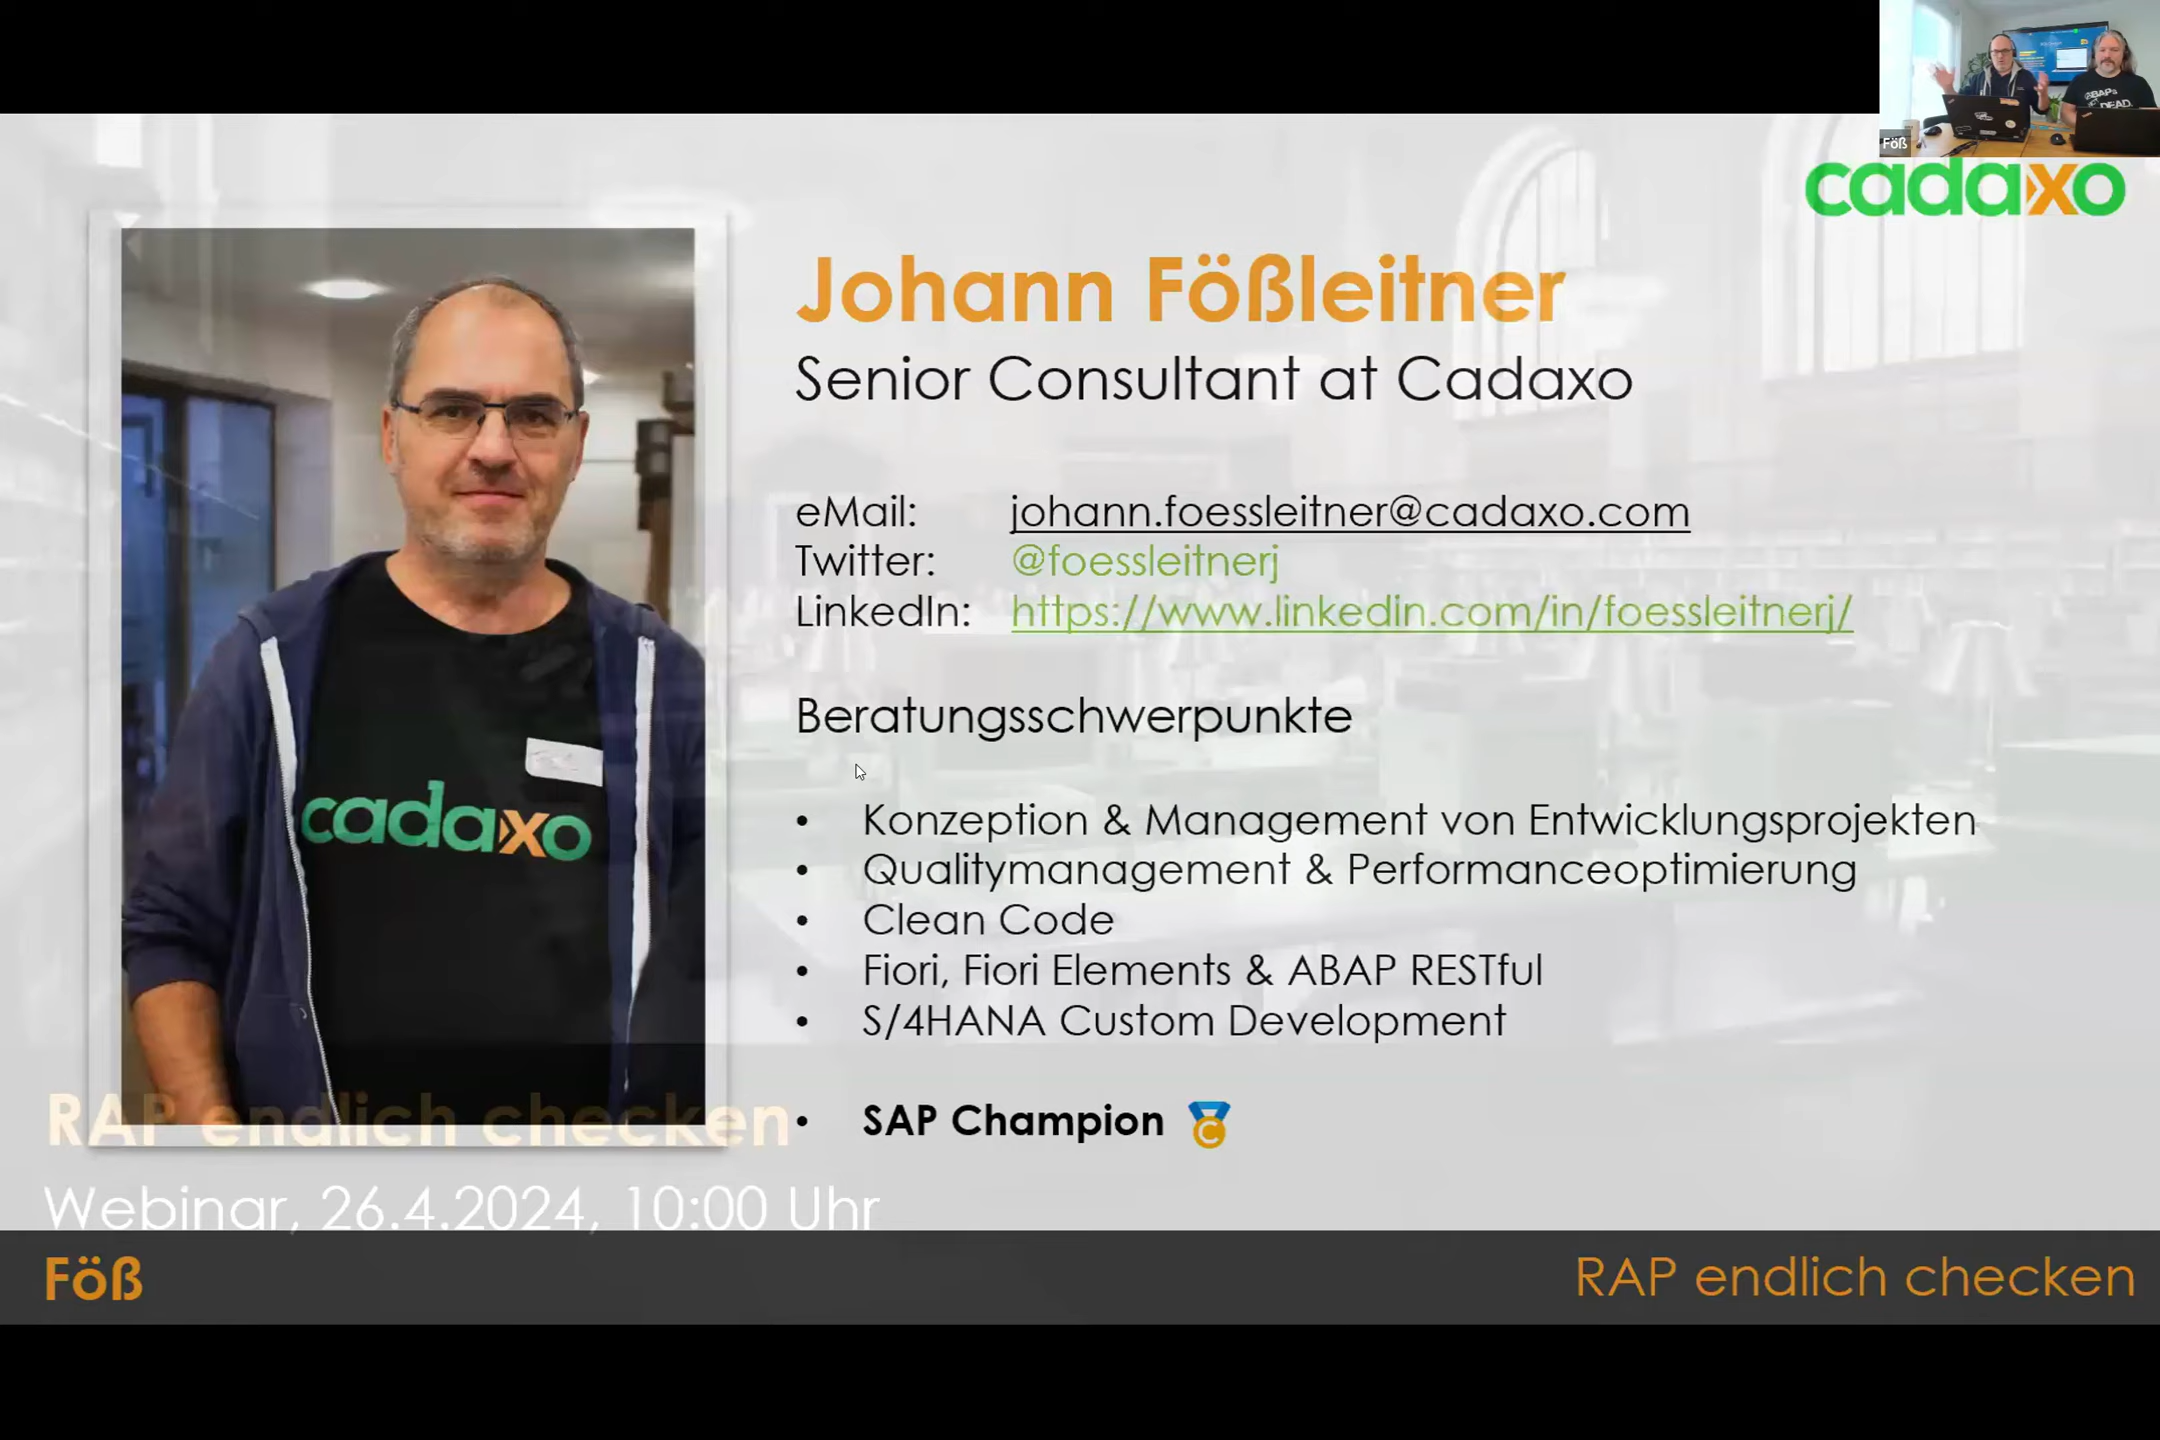 Föß
ABAPs
DEAD.
cadaxo
Johann Fößleitner
Senior Consultant at Cadaxo
eMail: johann.foessleitner@cadaxo.com
Twitter: @foessleitnerj
LinkedIn: https://www.linkedin.com/in/foessleitnerj/
Beratungsschwerpunkte
• Konzeption & Management von Entwicklungsprojekten
• Qualitymanagement & Performanceoptimierung
• Clean Code
• Fiori, Fiori Elements & ABAP RESTful
• S/4HANA Custom Development
• SAP Champion
C
cadaxo
RAP endlich checken
Webinar, 26.4.2024, 10:00 Uhr
Föß
RAP endlich checken